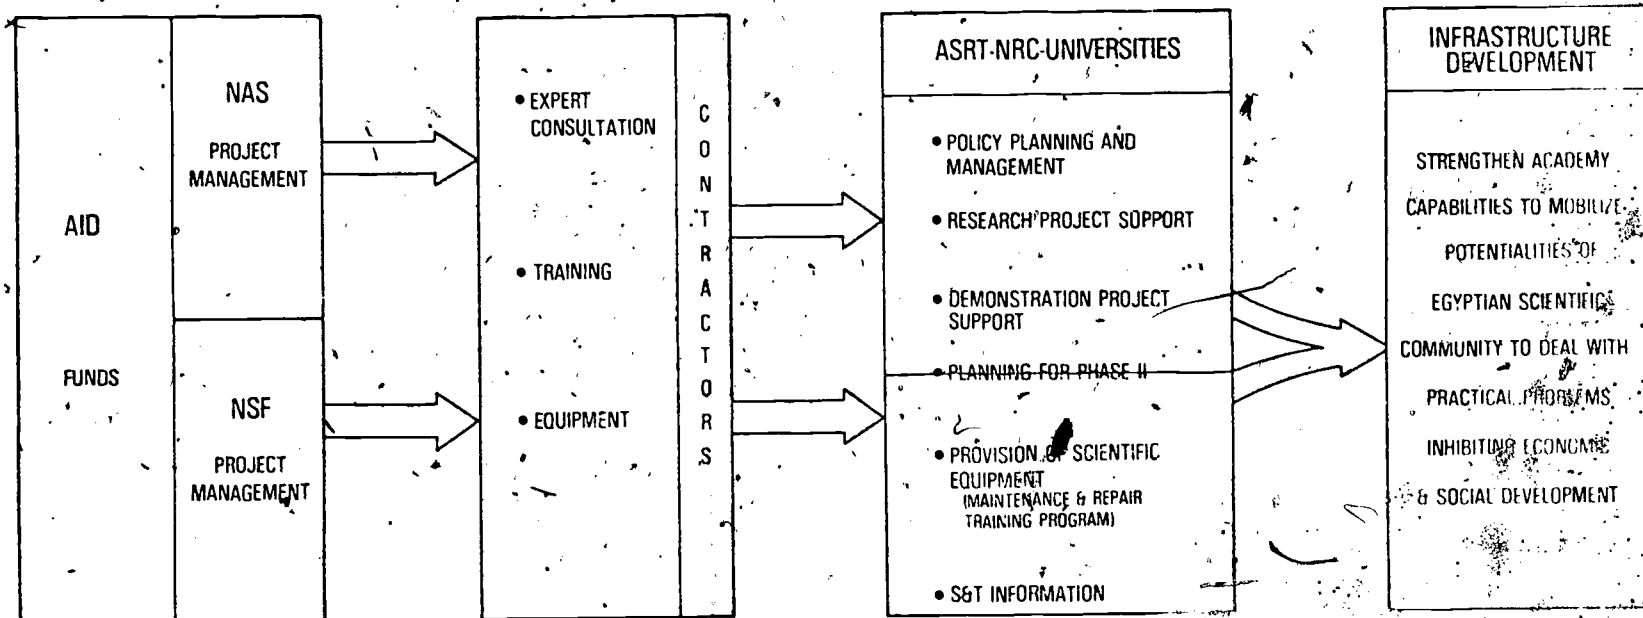 AID
FUNDS
NAS
PROJECT
MANAGEMENT
NSF
PROJECT
MANAGEMENT
• EXPERT
CONSULTATION
• TRAINING
• EQUIPMENT
CONTRACTORS
ASRT-NRC-UNIVERSITIES
• POLICY PLANNING AND
MANAGEMENT
• RESEARCH PROJECT SUPPORT
• DEMONSTRATION PROJECT
SUPPORT
• PLANNING FOR PHASE II
• PROVISION OF SCIENTIFIC
EQUIPMENT
(MAINTENANCE & REPAIR
TRAINING PROGRAM)
• S&T INFORMATION
INFRASTRUCTURE
DEVELOPMENT
STRENGTHEN ACADEMY
CAPABILITIES TO MOBILIZE
POTENTIALITIES OF
EGYPTIAN SCIENTIFIC
COMMUNITY TO DEAL WITH
PRACTICAL PROBLEMS
INHIBITING ECONOMIC
& SOCIAL DEVELOPMENT